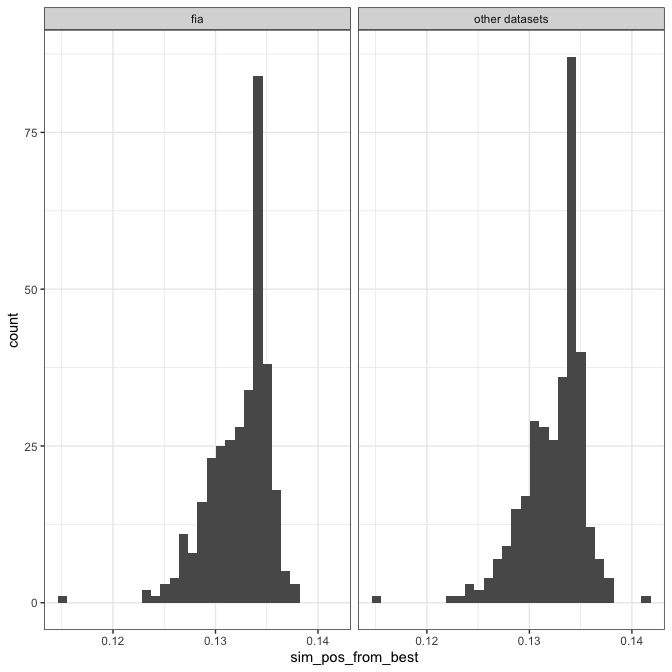 fia
other datasets
75
50
25
0
count
0.12
0.13
0.14
0.12
0.13
0.14
sim_pos_from_best